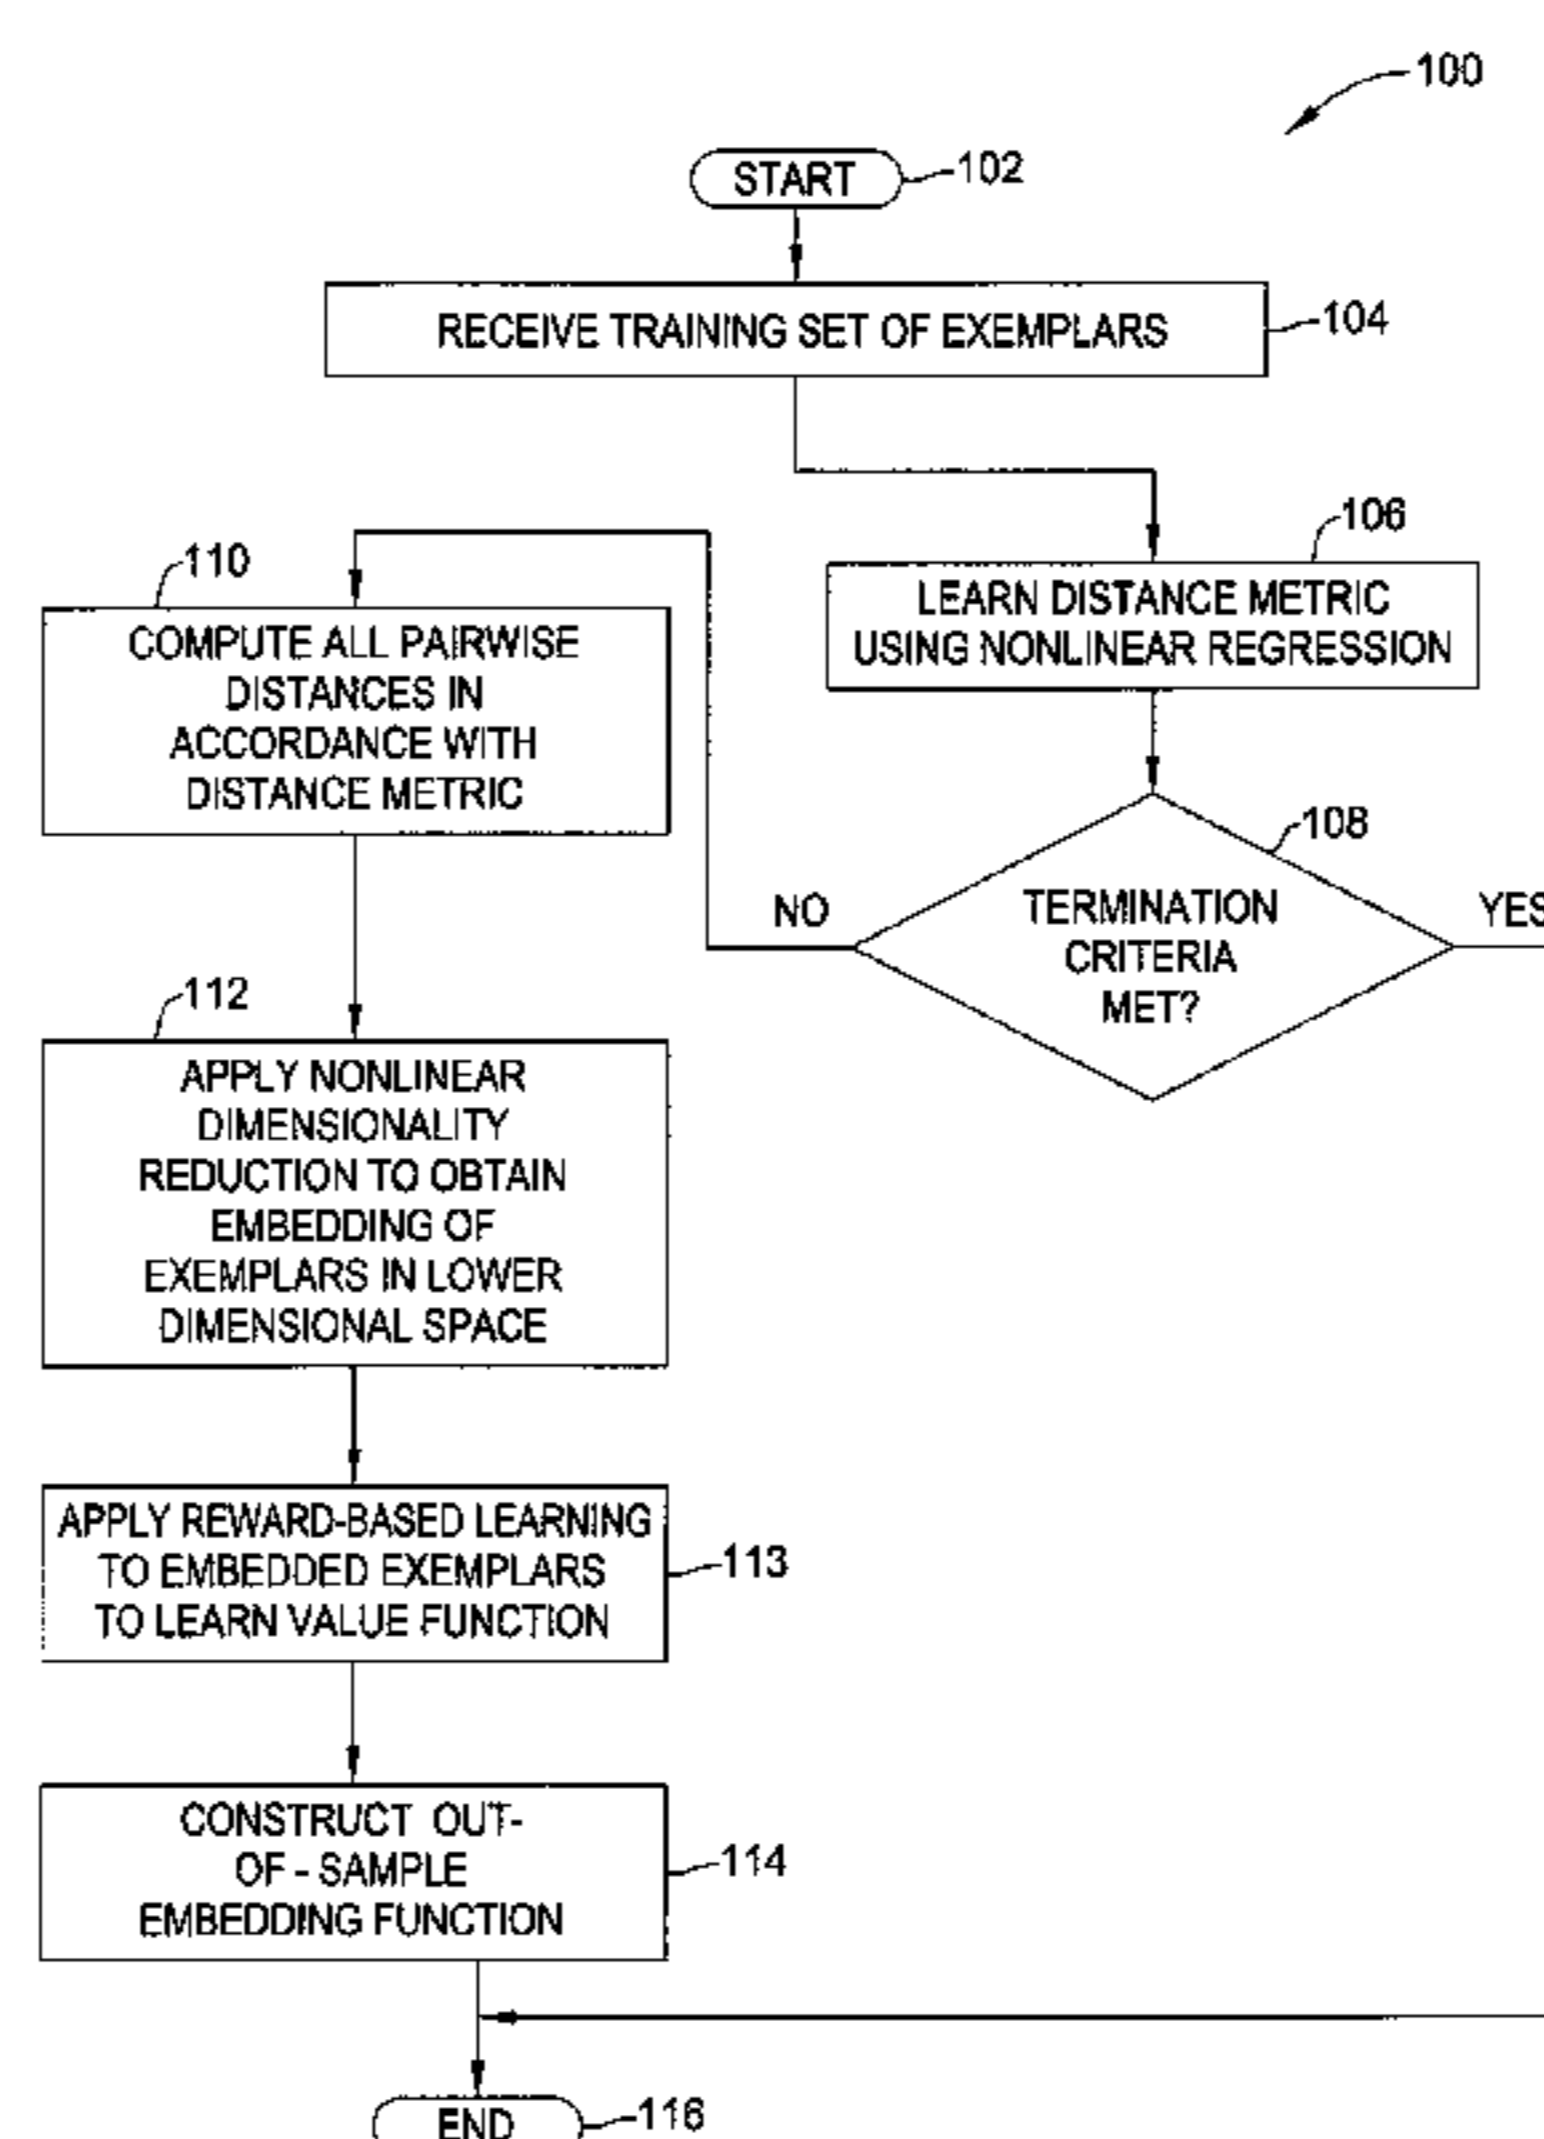 100
START
102
RECEIVE TRAINING SET OF EXEMPLARS
104
106
LEARN DISTANCE METRIC
USING NONLINEAR REGRESSION
110
COMPUTE ALL PAIRWISE
DISTANCES IN
ACCORDANCE WITH
DISTANCE METRIC
108
NO
TERMINATION
CRITERIA
MET?
YES
112
APPLY NONLINEAR
DIMENSIONALITY
REDUCTION TO OBTAIN
EMBEDDING OF
EXEMPLARS IN LOWER
DIMENSIONAL SPACE
APPLY REWARD-BASED LEARNING
TO EMBEDDED EXEMPLARS
TO LEARN VALUE FUNCTION
113
CONSTRUCT OUT-
OF - SAMPLE
EMBEDDING FUNCTION
114
END
116